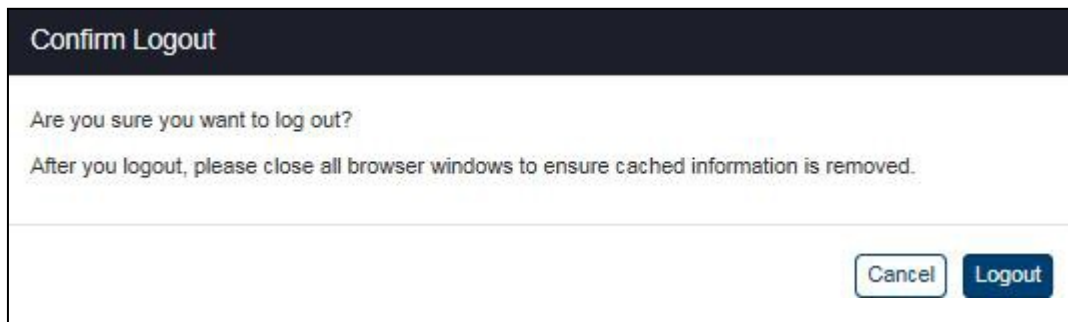 Confirm Logout
Are you sure you want to log out?
After you logout, please close all browser windows to ensure cached information is removed.
Cancel Logout